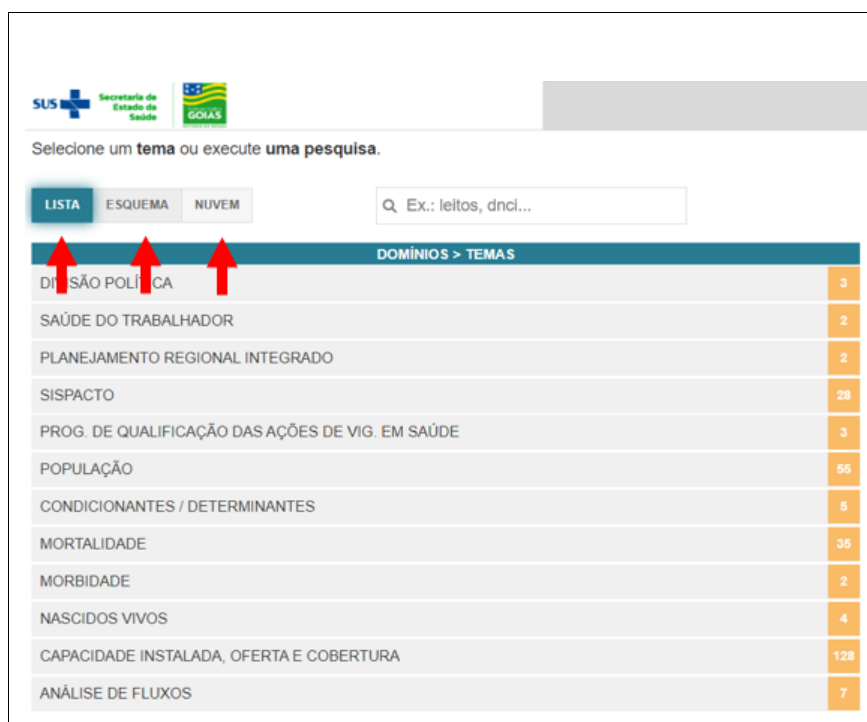 SUS
Secretaria de
Estado da
Saúde
GOIÁS
Selecione um tema ou execute uma pesquisa.
LISTA ESQUEMA NUVEM
Ex.: leitos, dnci...
DOMÍNIOS > TEMAS
DIVISÃO POLÍTICA 3
SAÚDE DO TRABALHADOR 2
PLANEJAMENTO REGIONAL INTEGRADO 2
SISPACTO 28
PROG. DE QUALIFICAÇÃO DAS AÇÕES DE VIG. EM SAÚDE 3
POPULAÇÃO 55
CONDICIONANTES / DETERMINANTES 5
MORTALIDADE 35
MORBIDADE 2
NASCIDOS VIVOS 4
CAPACIDADE INSTALADA, OFERTA E COBERTURA 128
ANÁLISE DE FLUXOS 7